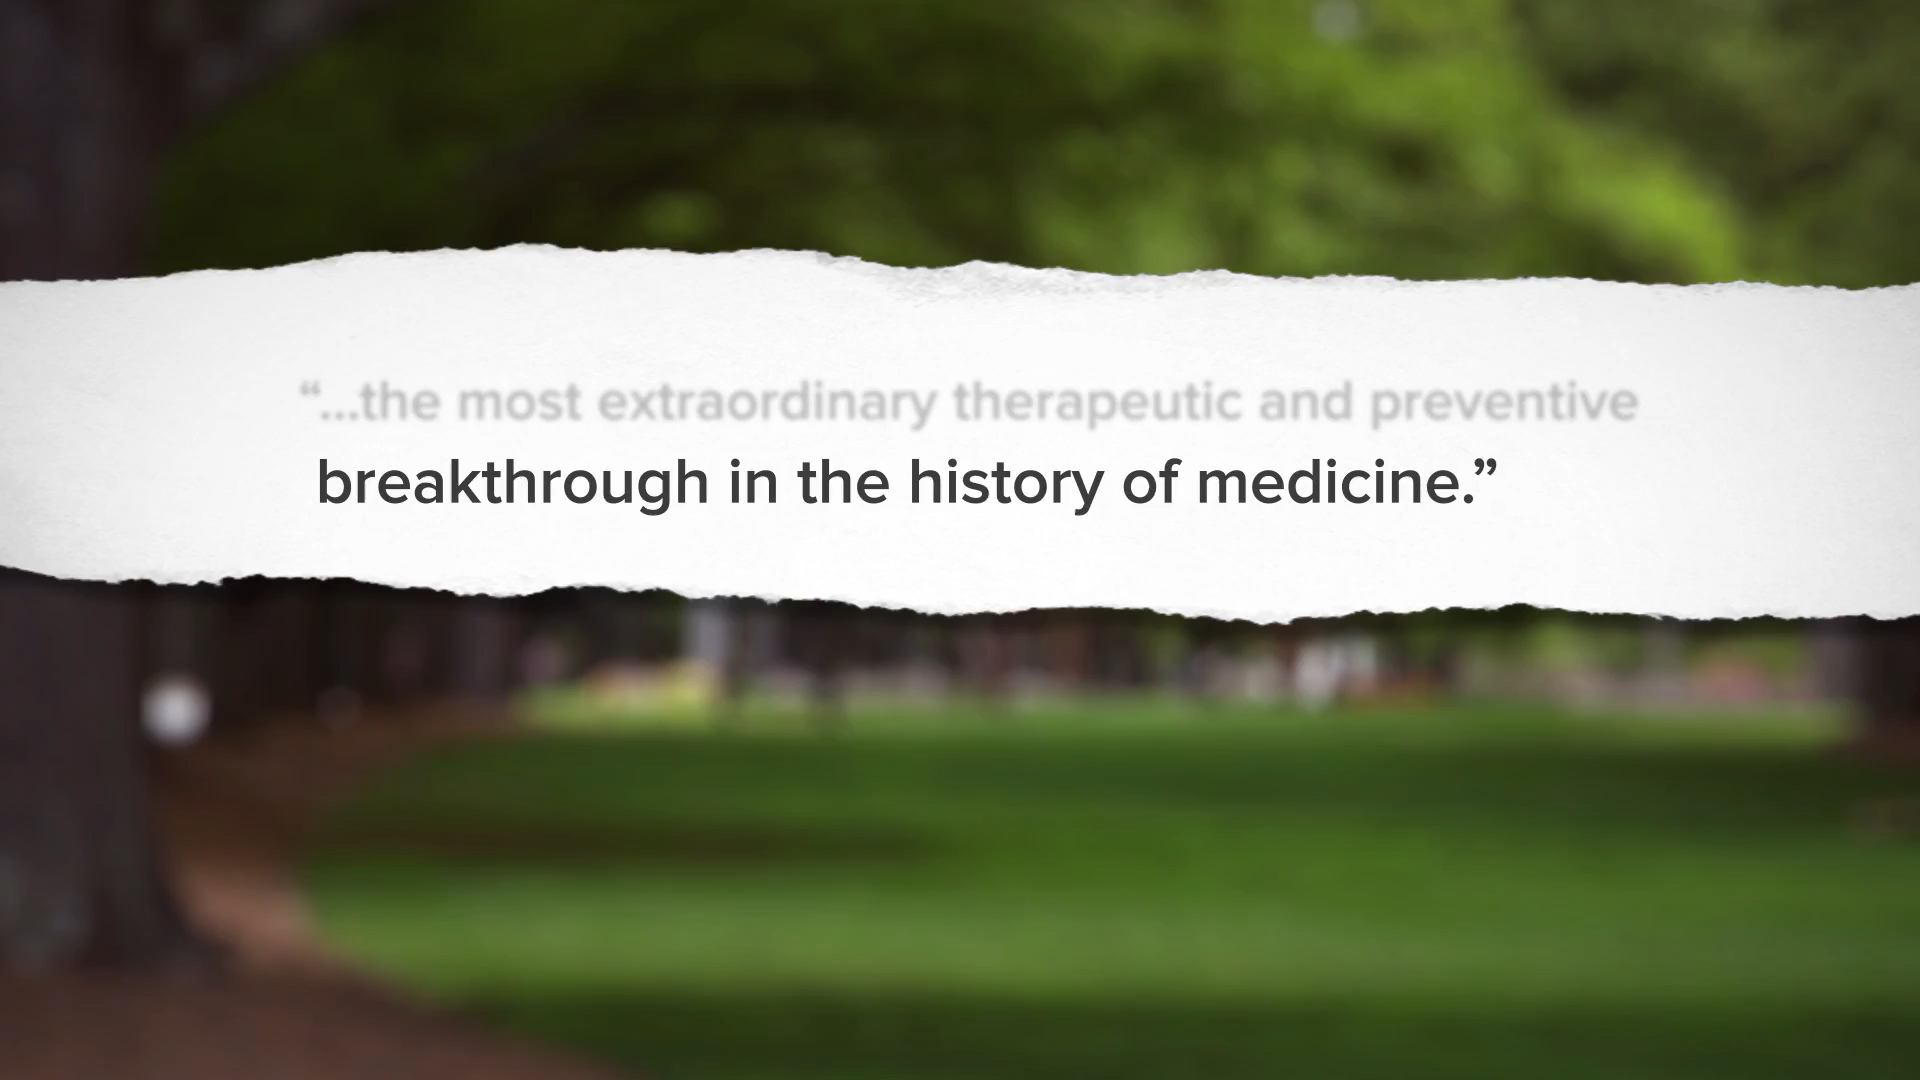 “...the most extraordinary therapeutic and preventive
breakthrough in the history of medicine.”